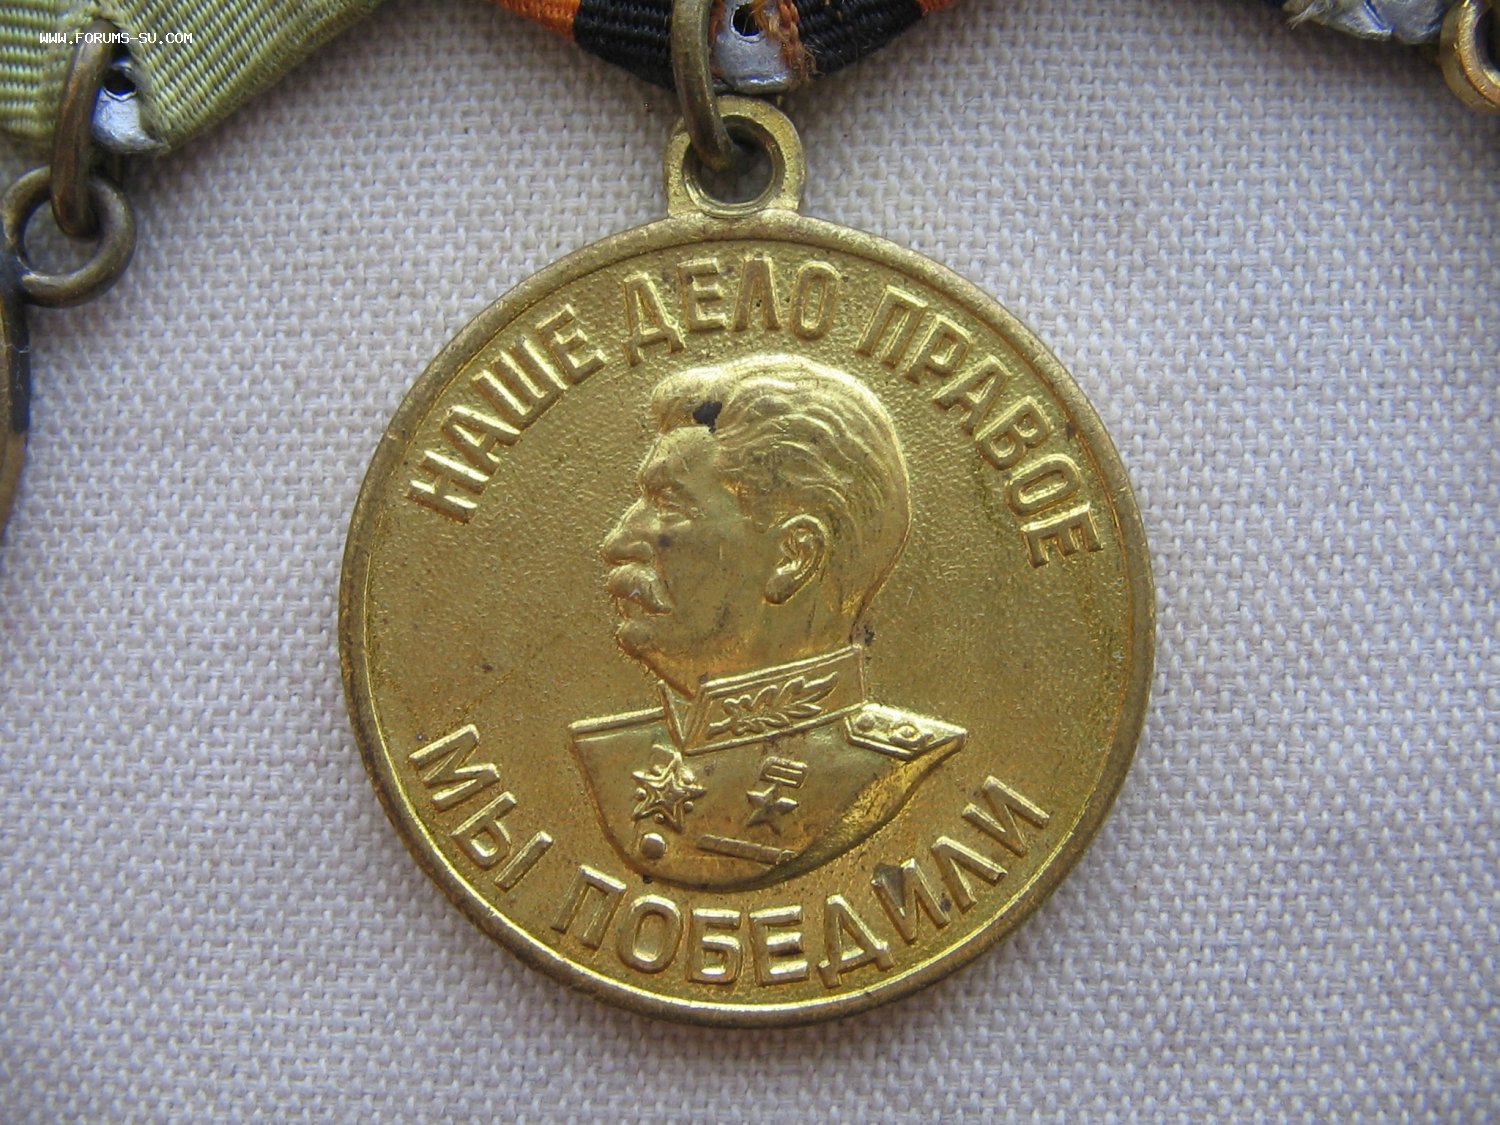 WWW.FORUMS-SU.COM
НАШЕ ДЕЛО ПРАВОЕ
МЫ ПОБЕДИЛИ